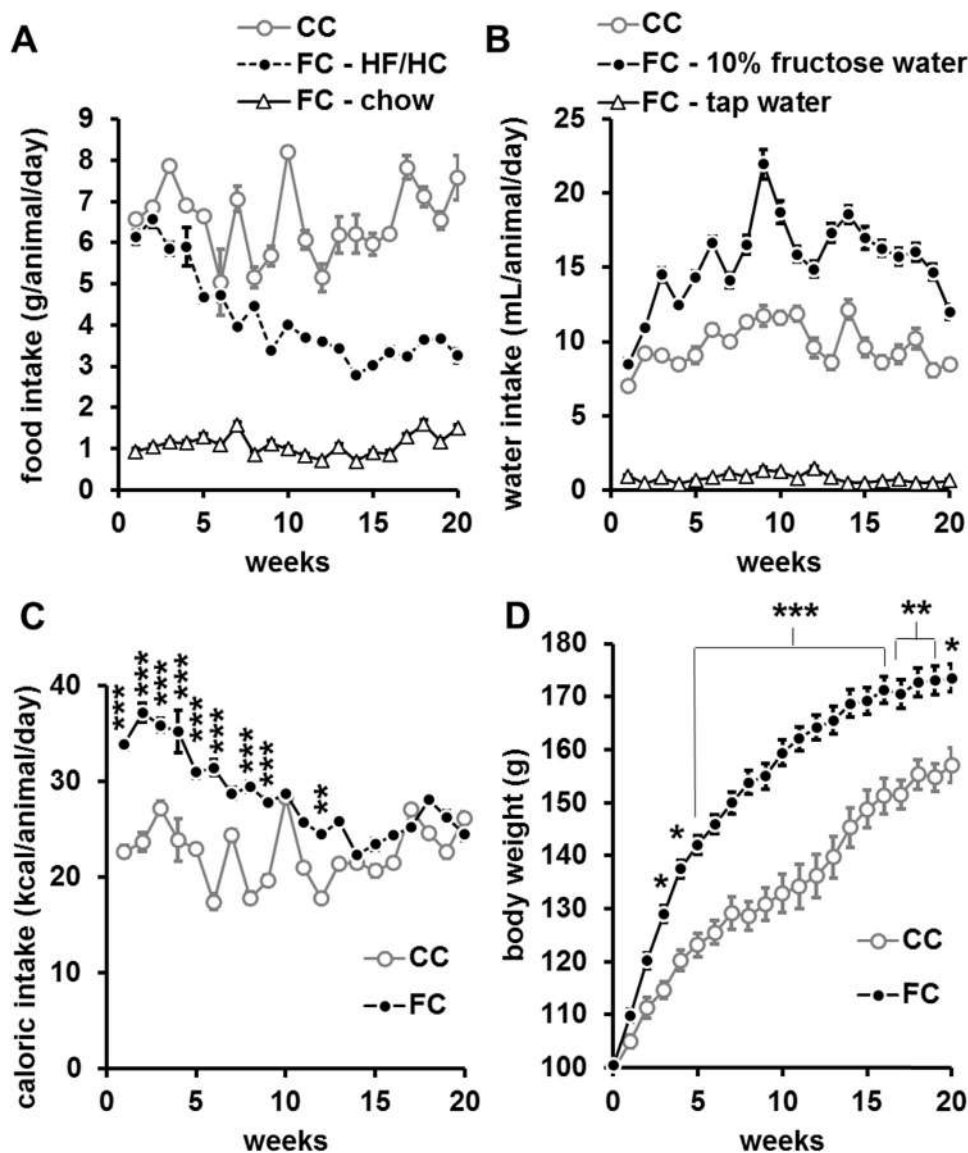 A
CC
FC - HF/HC
FC - chow
food intake (g/animal/day)
9
8
7
6
5
4
3
2
1
0
0 5 10 15 20
weeks
B
CC
FC - 10% fructose water
FC - tap water
water intake (mL/animal/day)
25
20
15
10
5
0
0 5 10 15 20
weeks
C
caloric intake (kcal/animal/day)
40
30
20
10
0
*** *** *** *** *** *** *** *** **
CC
FC
0 5 10 15 20
weeks
D
body weight (g)
180
170
160
150
140
130
120
110
100
* * *** ** *
CC
FC
0 5 10 15 20
weeks